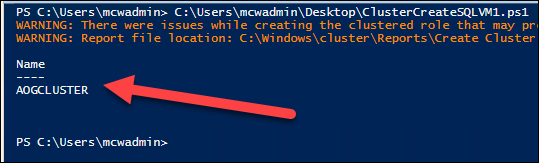 PS C:\Users\mcwadmin> C:\Users\mcwadmin\Desktop\ClusterCreateSQLVM1.ps1
WARNING: There were issues while creating the clustered role that may pre
WARNING: Report file location: C:\Windows\cluster\Reports\Create Cluster
Name
----
AOGCLUSTER
PS C:\Users\mcwadmin>